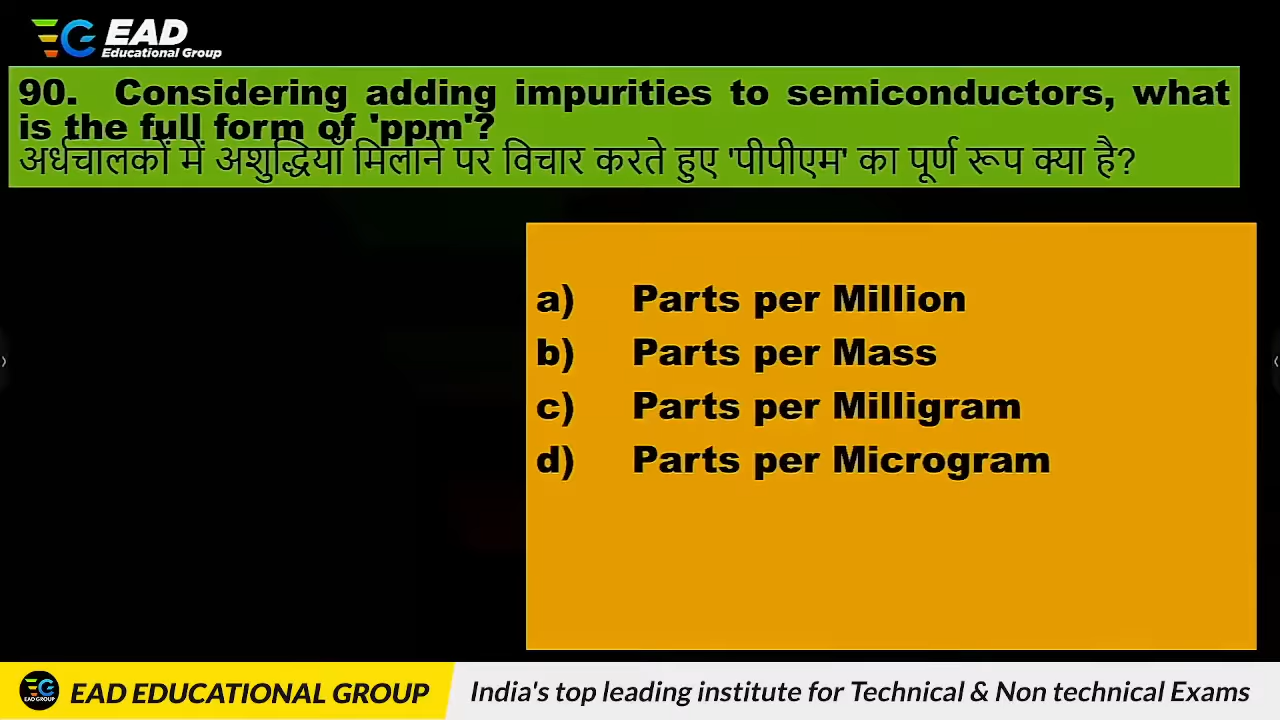 EAD
Educational Group
90. Considering adding impurities to semiconductors, what
is the full form of 'ppm'?
अर्धचालकों में अशुद्धियाँ मिलाने पर विचार करते हुए 'पीपीएम' का पूर्ण रूप क्या है?
a) Parts per Million
b) Parts per Mass
c) Parts per Milligram
d) Parts per Microgram
EAD GROUP
EAD EDUCATIONAL GROUP
India's top leading institute for Technical & Non technical Exams